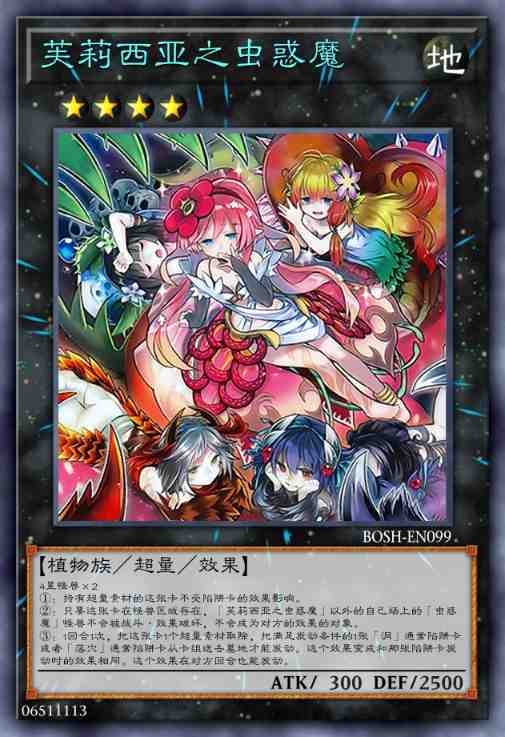 芙莉西亚之虫惑魔
地
BOSH-EN099
[植物族／超量／效果]
4星怪兽×2
①：持有超量素材的这张卡不受陷阱卡的效果影响。
②：只要这张卡在怪兽区域存在，「芙莉西亚之虫惑魔」以外的自己场上的「虫惑
魔」怪兽不会被战斗·效果破坏，不会成为对方的效果的对象。
③：1回合1次，把这张卡1个超量素材取除，把满足发动条件的1张「洞」通常陷阱卡
或者「落穴」通常陷阱卡从卡组送去墓地才能发动。这个效果变成和那张陷阱卡发
动时的效果相同。这个效果在对方回合也能发动。
ATK/ 300 DEF/2500
06511113